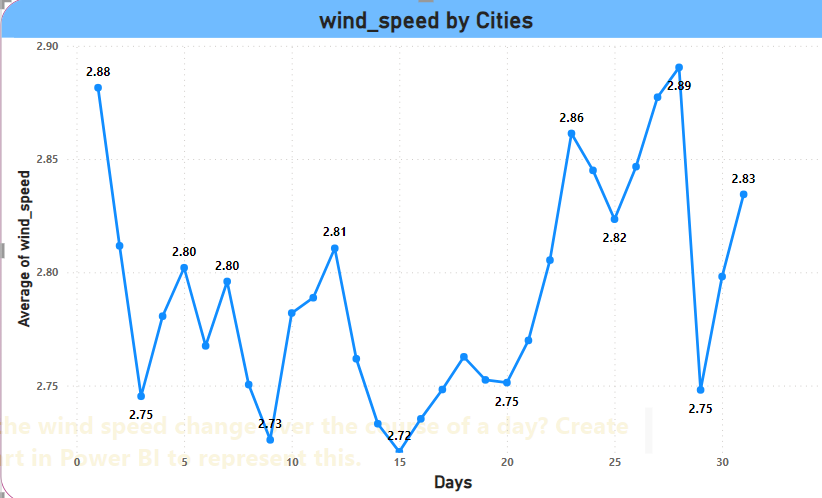 wind_speed by Cities
2.90
2.85
2.80
2.75
Average of wind_speed
2.88
2.75
2.80
2.80
2.73
2.81
2.72
2.75
2.86
2.82
2.89
2.75
2.83
the wind speed change over the course of a day? Create
rt in Power BI to represent this.
0 5 10 15 20 25 30
Days